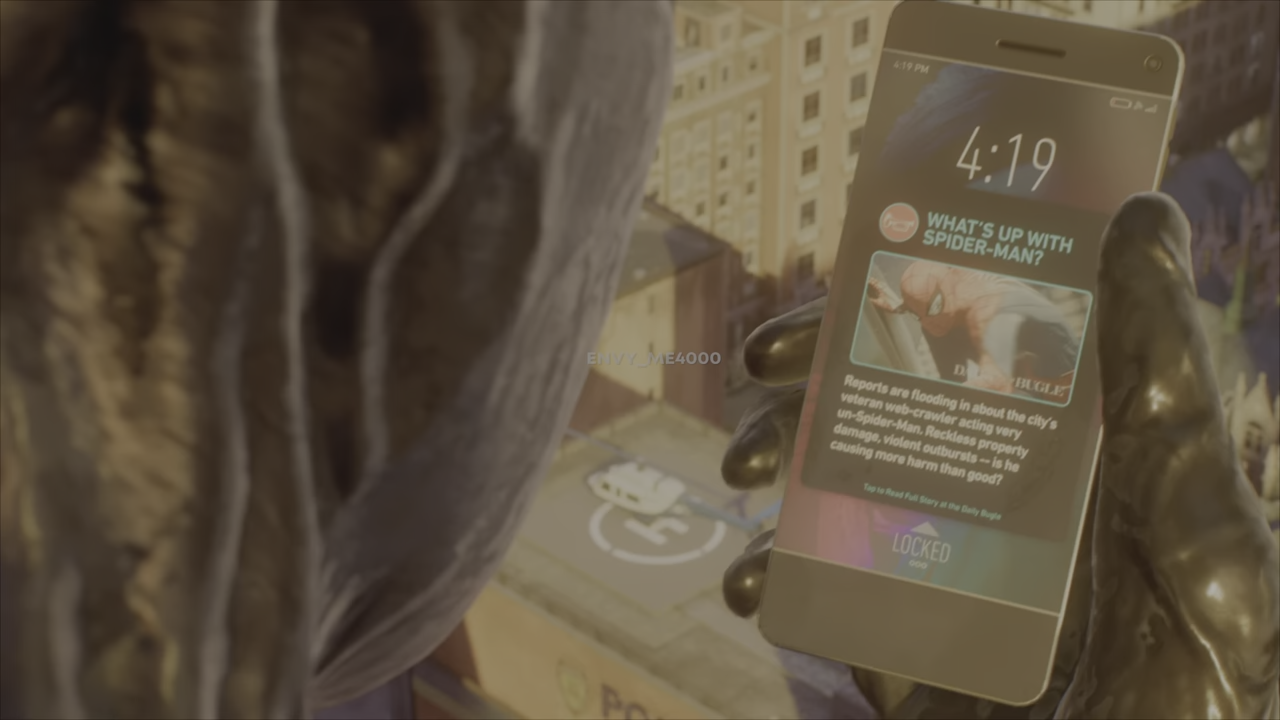 4:19 PM
4:19
WHAT'S UP WITH
SPIDER-MAN?
BUGLE
Reports are flooding in about the city's
veteran web-crawler acting very
un-Spider-Man. Reckless property
damage, violent outbursts — is he
causing more harm than good?
Tap to Read Full Story at the Daily Bugle
LOCKED
ENVY_ME4000
H